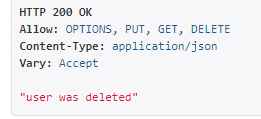 HTTP 200 OK
Allow: OPTIONS, PUT, GET, DELETE
Content-Type: application/json
Vary: Accept
"user was deleted"